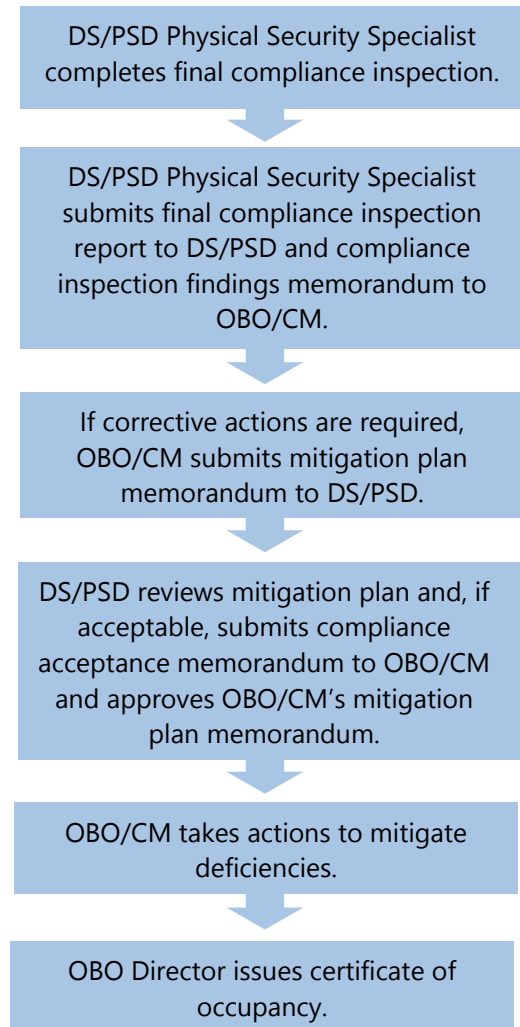 DS/PSD Physical Security Specialist
completes final compliance inspection.
DS/PSD Physical Security Specialist
submits final compliance inspection
report to DS/PSD and compliance
inspection findings memorandum to
OBO/CM.
If corrective actions are required,
OBO/CM submits mitigation plan
memorandum to DS/PSD.
DS/PSD reviews mitigation plan and, if
acceptable, submits compliance
acceptance memorandum to OBO/CM
and approves OBO/CM’s mitigation
plan memorandum.
OBO/CM takes actions to mitigate
deficiencies.
OBO Director issues certificate of
occupancy.